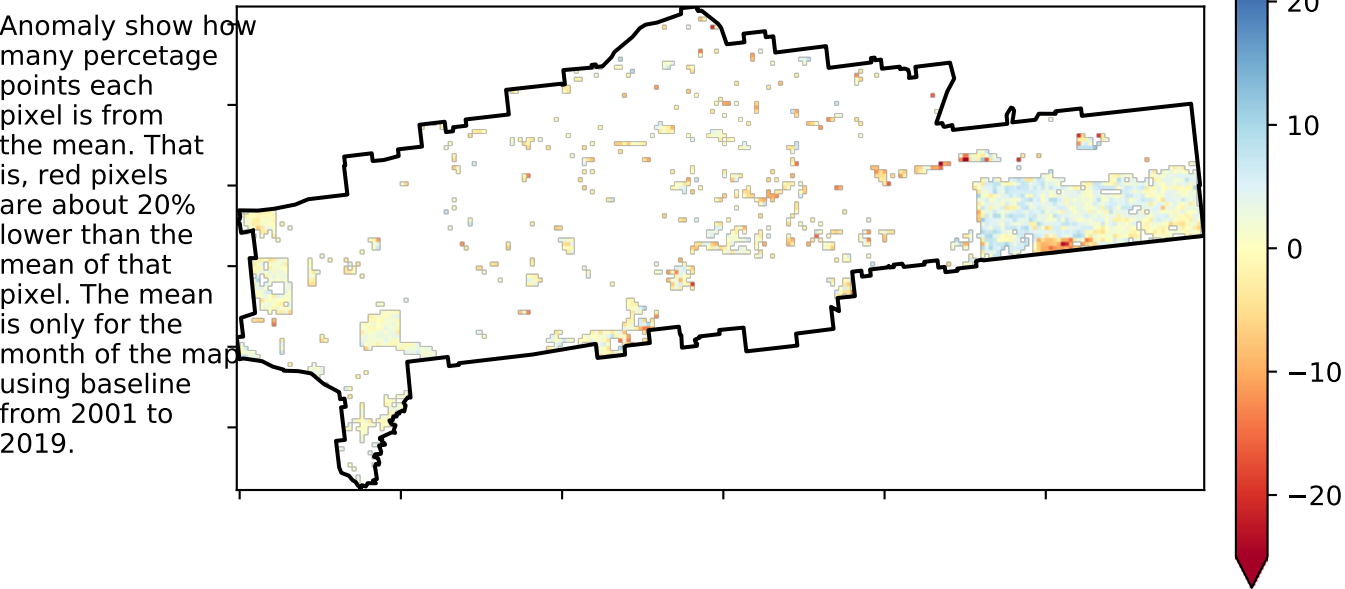 Anomaly show how
many percetage
points each
pixel is from
the mean. That
is, red pixels
are about 20%
lower than the
mean of that
pixel. The mean
is only for the
month of the map
using baseline
from 2001 to
2019.
20
10
0
−10
−20